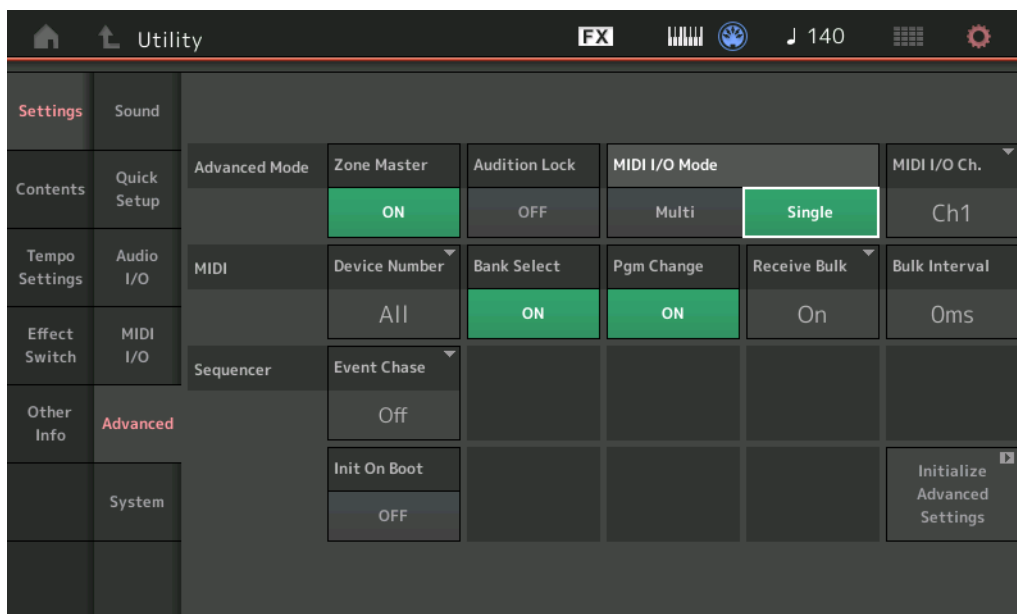 Utility FX ♩ 140
Settings Sound
Advanced Mode Zone Master Audition Lock MIDI I/O Mode MIDI I/O Ch.
Contents Quick
Setup
ON OFF Multi Single Ch1
Tempo
Settings Audio
I/O
MIDI Device Number Bank Select Pgm Change Receive Bulk Bulk Interval
All ON ON On 0ms
Effect
Switch MIDI
I/O
Sequencer Event Chase
Other
Info Advanced
Off
Init On Boot
Initialize
Advanced
Settings
System
OFF